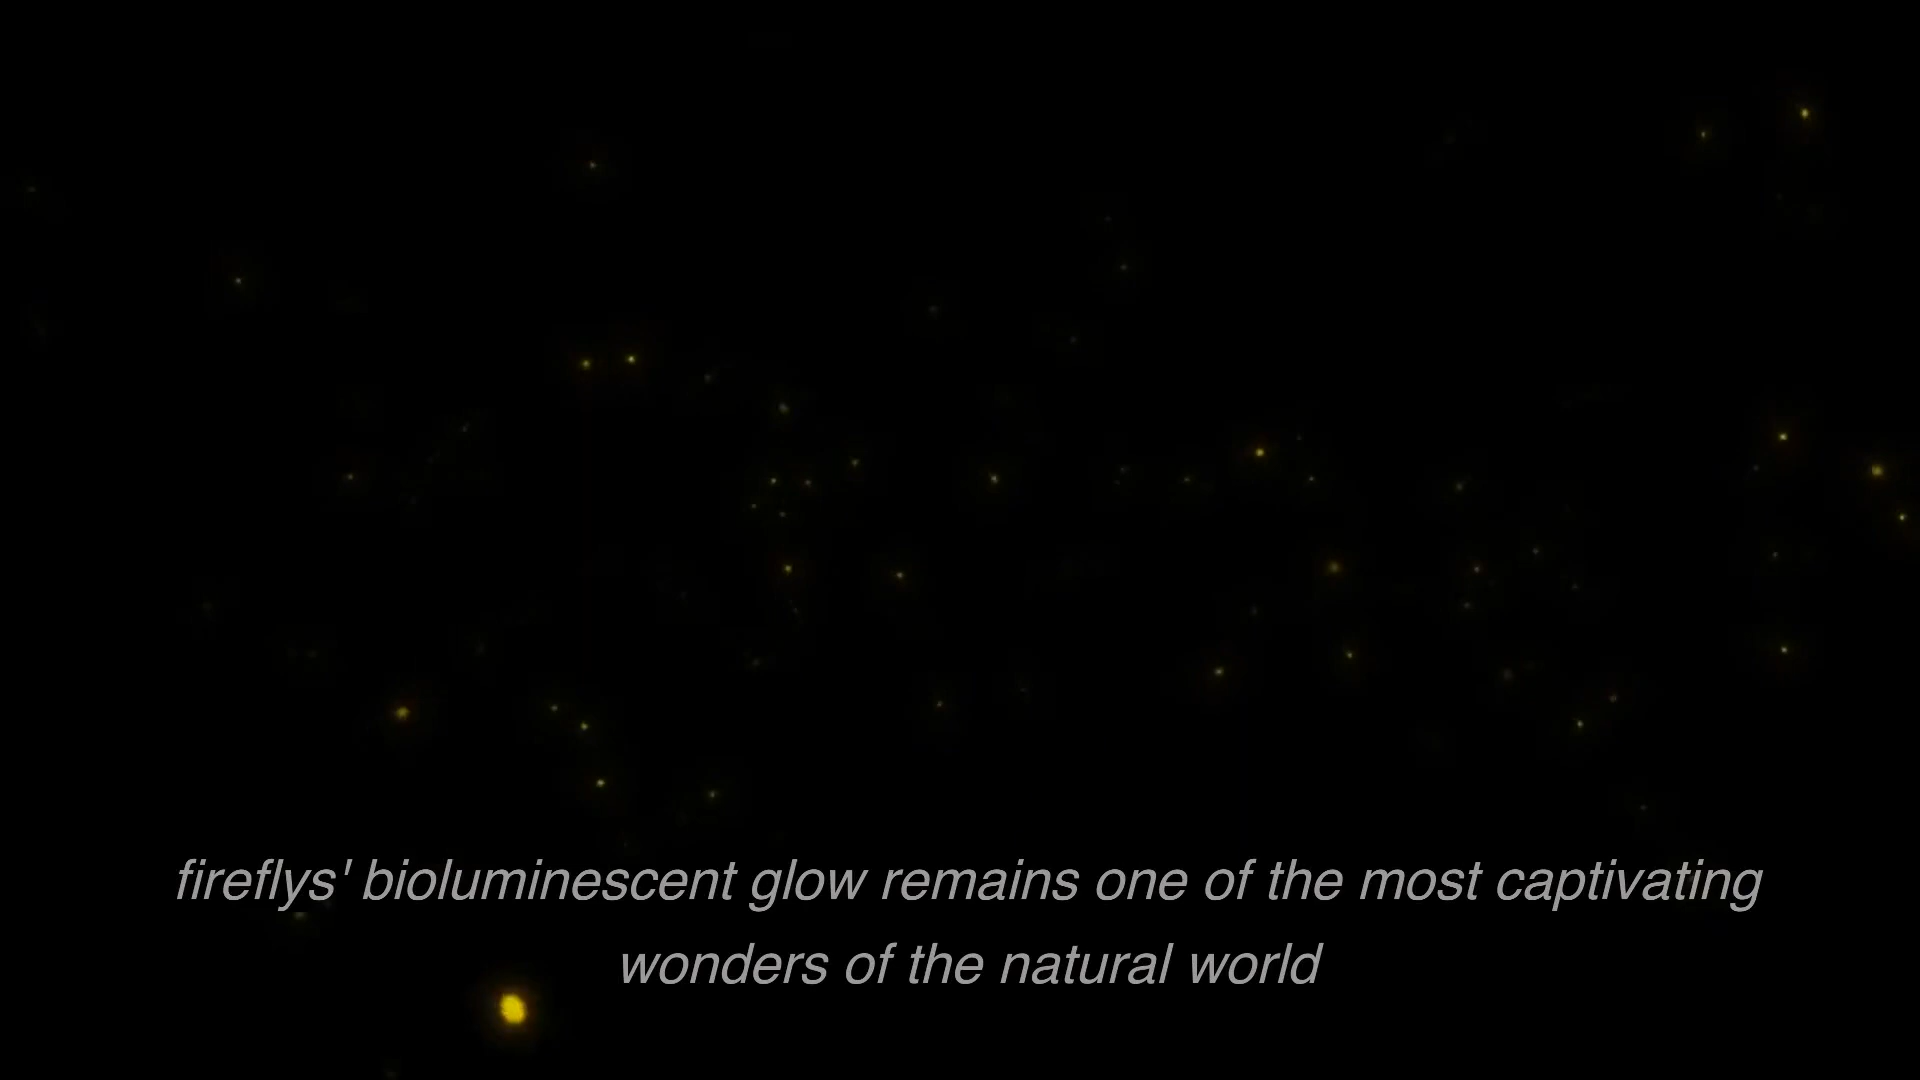 fireflys' bioluminescent glow remains one of the most captivating
wonders of the natural world